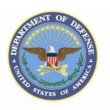 DEPARTMENT OF DEFENSE
UNITED STATES OF AMERICA